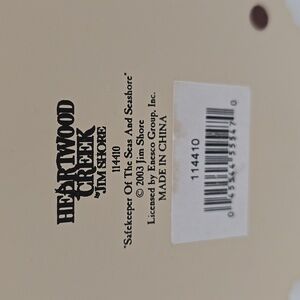 HEARTWOOD
CREEK
by JIM SHORE
114410
"Safekeeper Of The Seas And Seashore"
© 2003 Jim Shore
Licensed by Enesco Group, Inc.
MADE IN CHINA
114410